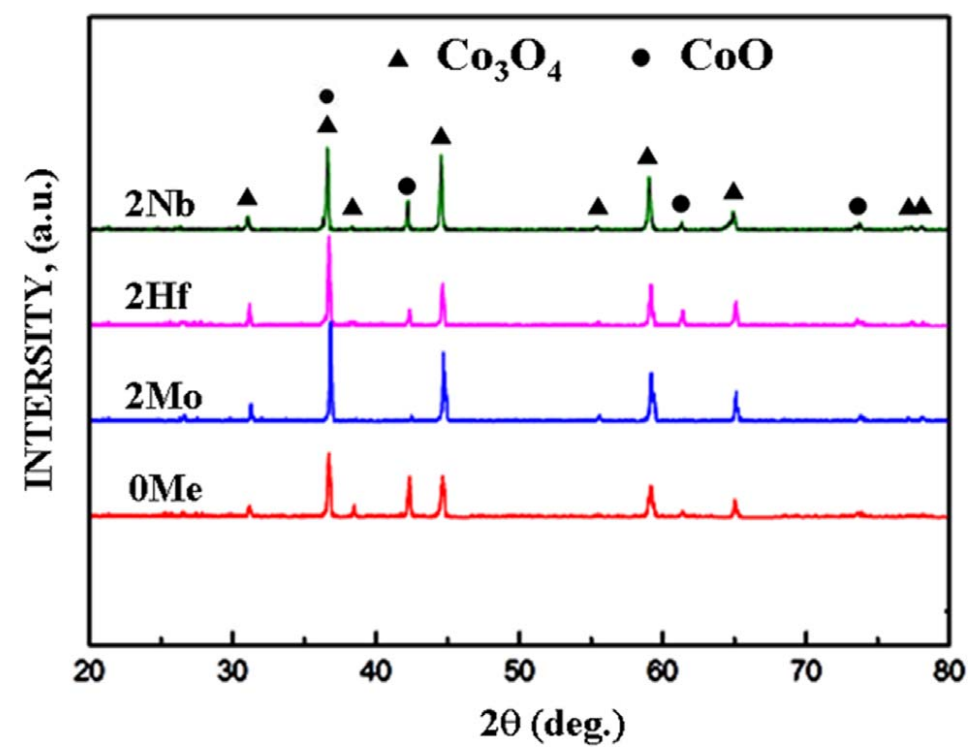 ▲ Co₃O₄ ● CoO
INTERSITY, (a.u.)
2Nb
2Hf
2Mo
0Me
20 30 40 50 60 70 80
2θ (deg.)